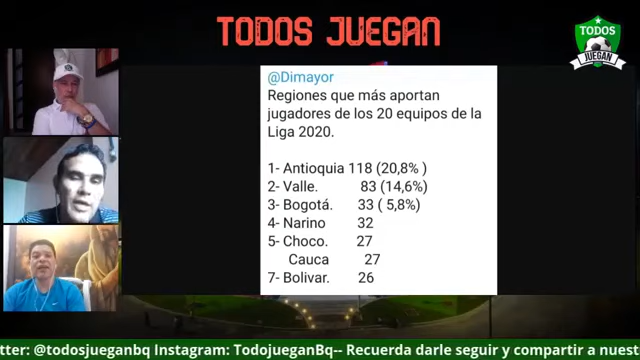 TODOS JUEGAN
TODOS
JUEGAN
@Dimayor
Regiones que más aportan
jugadores de los 20 equipos de la
Liga 2020.
1- Antioquia 118 (20,8% )
2- Valle. 83 (14,6%)
3- Bogotá. 33 ( 5,8%)
4- Narino 32
5- Choco. 27
Cauca 27
7- Bolivar. 26
tter: @todosjueganbq Instagram: TodojueganBq-- Recuerda darle seguir y compartir a nuest